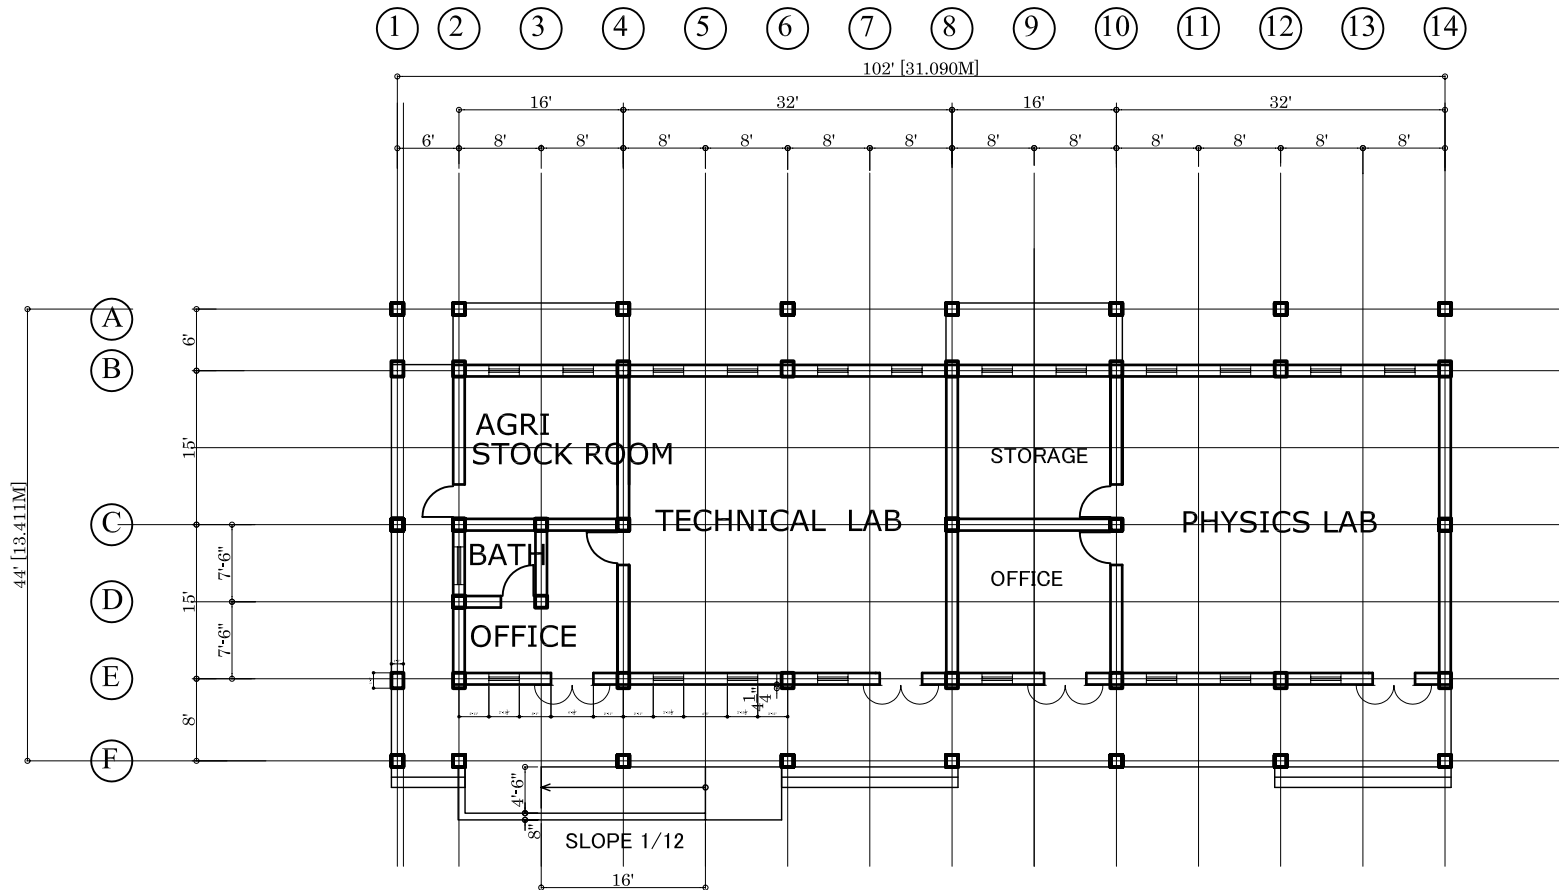 1 2 3 4 5 6 7 8 9 10 11 12 13 14
102' [31.090M]
16' 32' 16' 32'
6' 8' 8' 8' 8' 8' 8' 8' 8' 8' 8' 8' 8'
A
6'
B
AGRI
STOCK ROOM
15'
STORAGE
44' [13.411M]
C
TECHNICAL LAB
PHYSICS LAB
BATH
7'-6"
OFFICE
D
15'
OFFICE
7'-6"
E
4 1/4"
8'
F
4'-6"
8"
SLOPE 1/12
16'